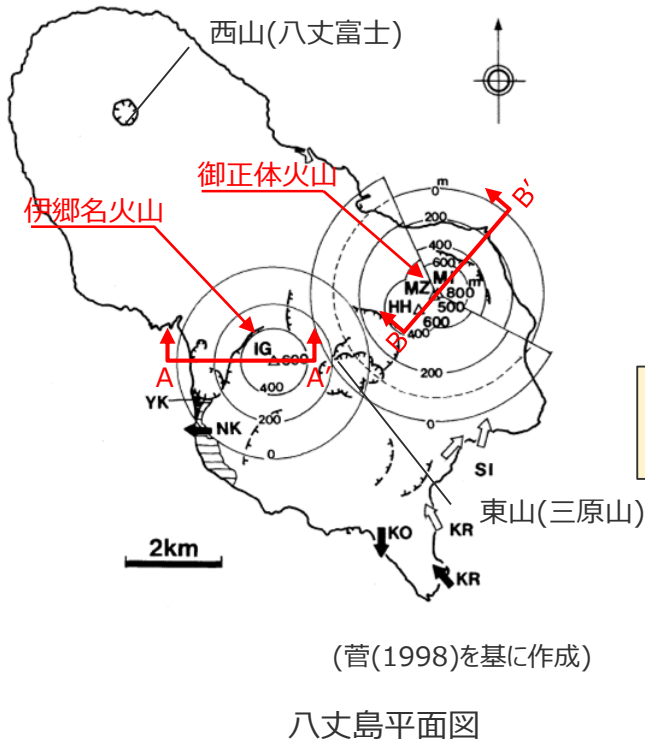 西山(八丈富士)
御正体火山
伊郷名火山
B'
m
0
200
400
600
MI
MZ
800
m
HH
500
600
B
400
200
0
IG
600
A
A'
400
YK
200
NK
0
SI
東山(三原山)
KO
KR
KR
2km
(菅(1998)を基に作成)
八丈島平面図